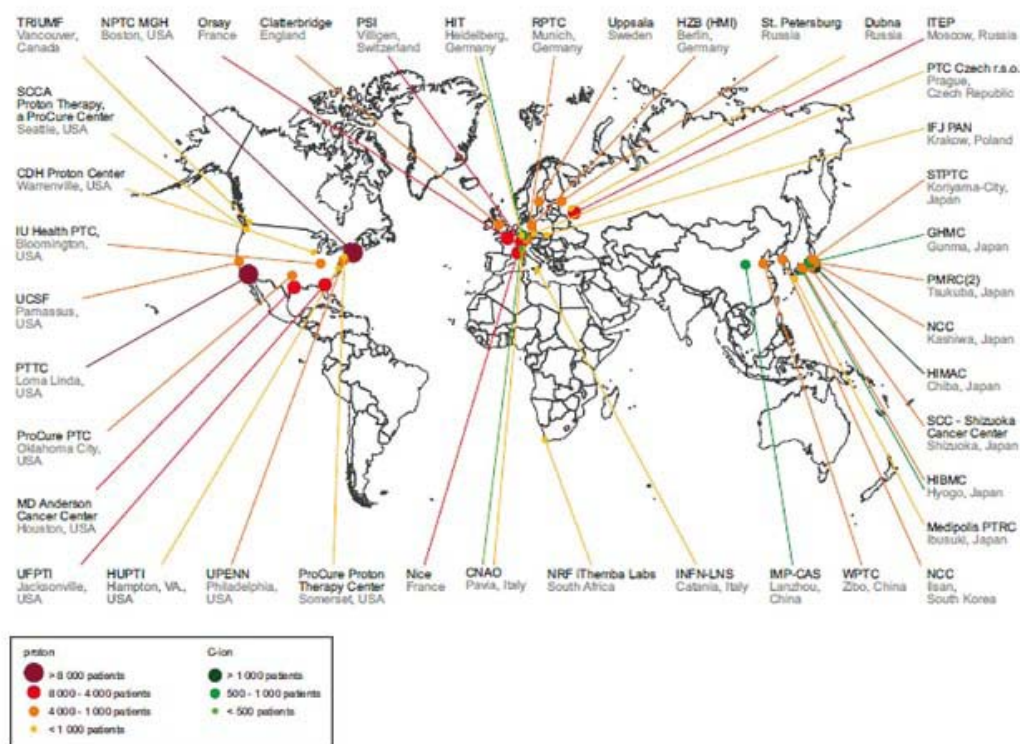 TRIUMF
Vancouver,
Canada
NPTC MGH
Boston, USA
Orsay
France
Clatterbridge
England
PSI
Villigen,
Switzerland
HIT
Heidelberg,
Germany
RPTC
Munich,
Germany
Uppsala
Sweden
HZB (HMI)
Berlin,
Germany
St. Petersburg
Russia
Dubna
Russia
ITEP
Moscow, Russia
SCCA
Proton Therapy,
a ProCure Center
Seattle, USA
CDH Proton Center
Warrenville, USA
IU Health PTC,
Bloomington,
USA
UCSF
Parnassus,
USA
PTTC
Loma Linda,
USA
ProCure PTC
Oklahoma City,
USA
MD Anderson
Cancer Center
Houston, USA
PTC Czech r.s.o.
Prague,
Czech Republic
IFJ PAN
Krakow, Poland
STPTC
Koriyama-City,
Japan
GHMC
Gunma, Japan
PMRC(2)
Tsukuba, Japan
NCC
Kashiwa, Japan
HIMAC
Chiba, Japan
SCC - Shizuoka
Cancer Center
Shizuoka, Japan
HIBMC
Hyogo, Japan
Medipolis PTRC
Ibusuki, Japan
UFPTI
Jacksonville,
USA
HUPTI
Hampton, VA.,
USA
UPENN
Philadelphia,
USA
ProCure Proton
Therapy Center
Somerset, USA
Nice
France
CNAO
Pavia, Italy
NRF iThemba Labs
South Africa
INFN-LNS
Catania, Italy
IMP-CAS
Lanzhou,
China
WPTC
Zibo, China
NCC
Ilsan,
South Korea
proton
> 8 000 patients
8 000 - 4 000 patients
4 000 - 1 000 patients
< 1 000 patients
C-ion
> 1 000 patients
500 - 1 000 patients
< 500 patients